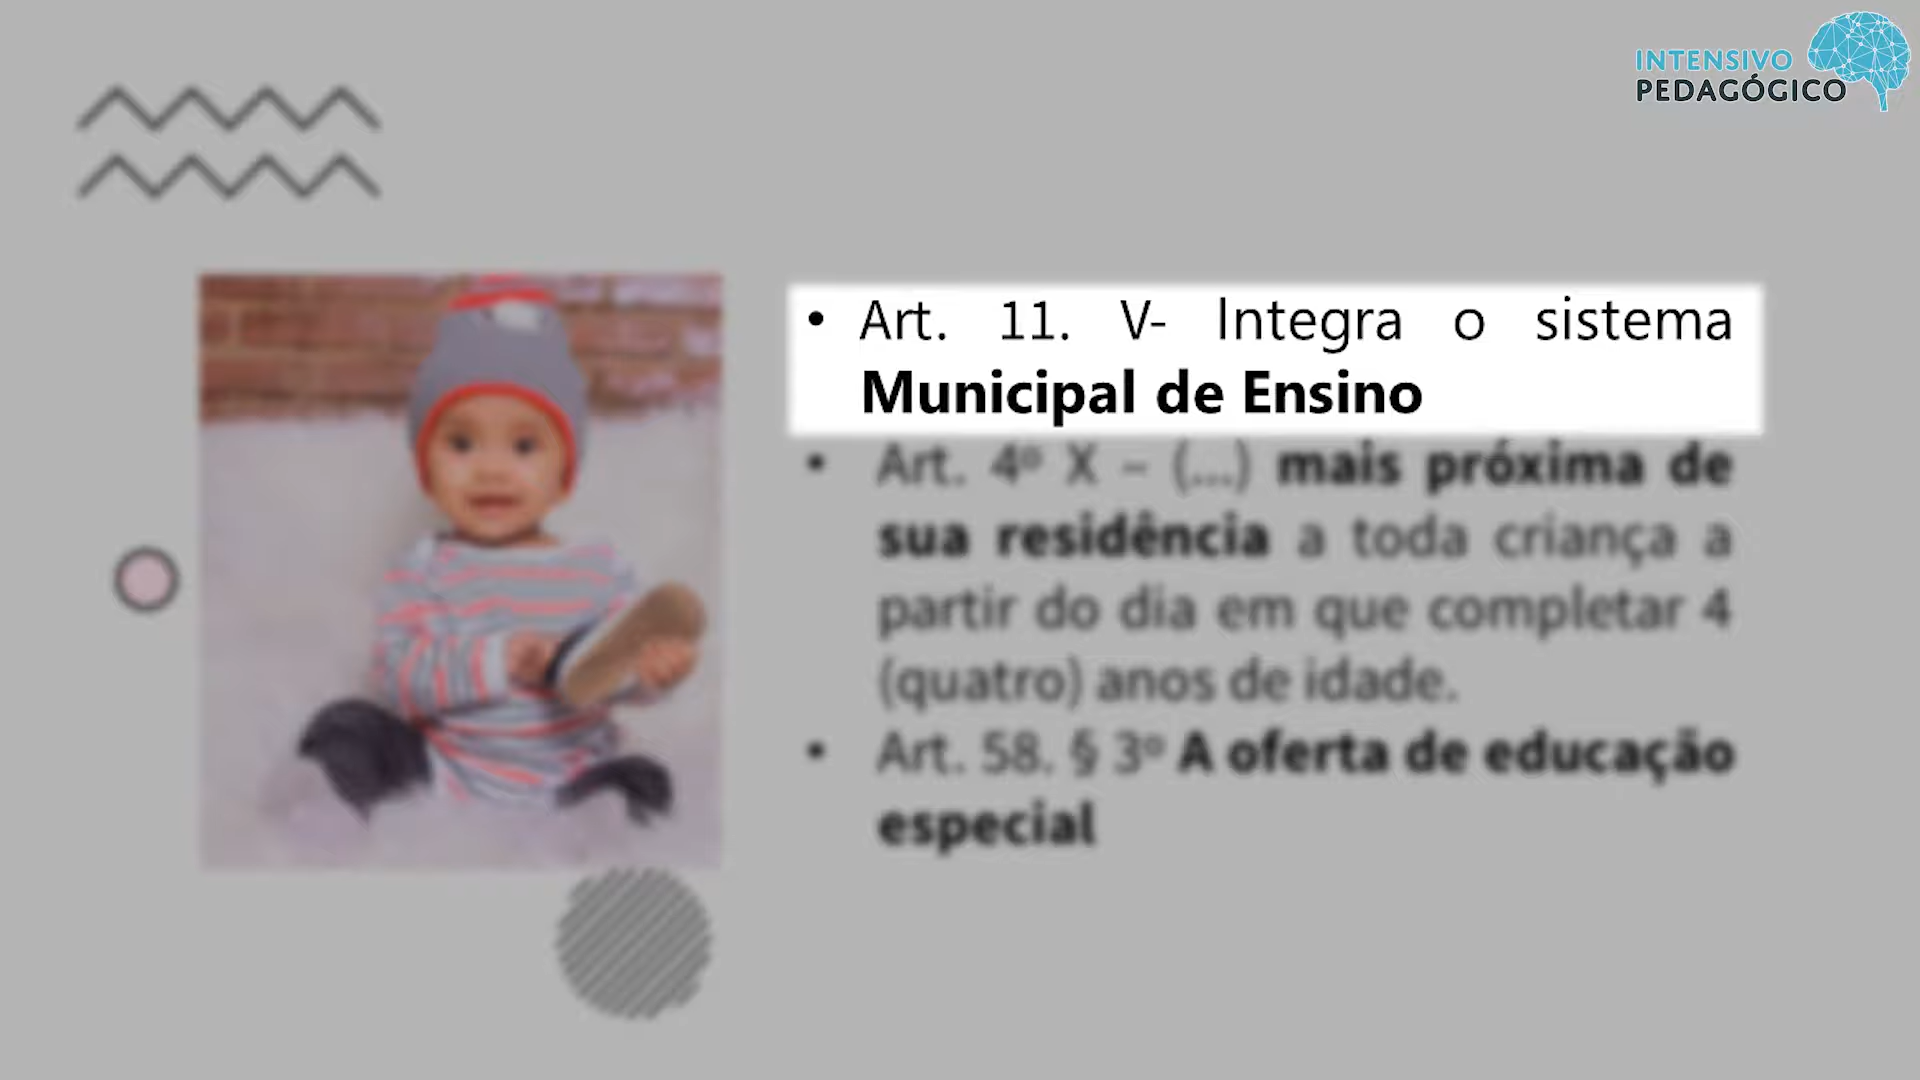 INTENSIVO
PEDAGÓGICO
• Art. 11. V- Integra o sistema
Municipal de Ensino
• Art. 4º X – (...) mais próxima de
sua residência a toda criança a
partir do dia em que completar 4
(quatro) anos de idade.
• Art. 58. § 3º A oferta de educação
especial